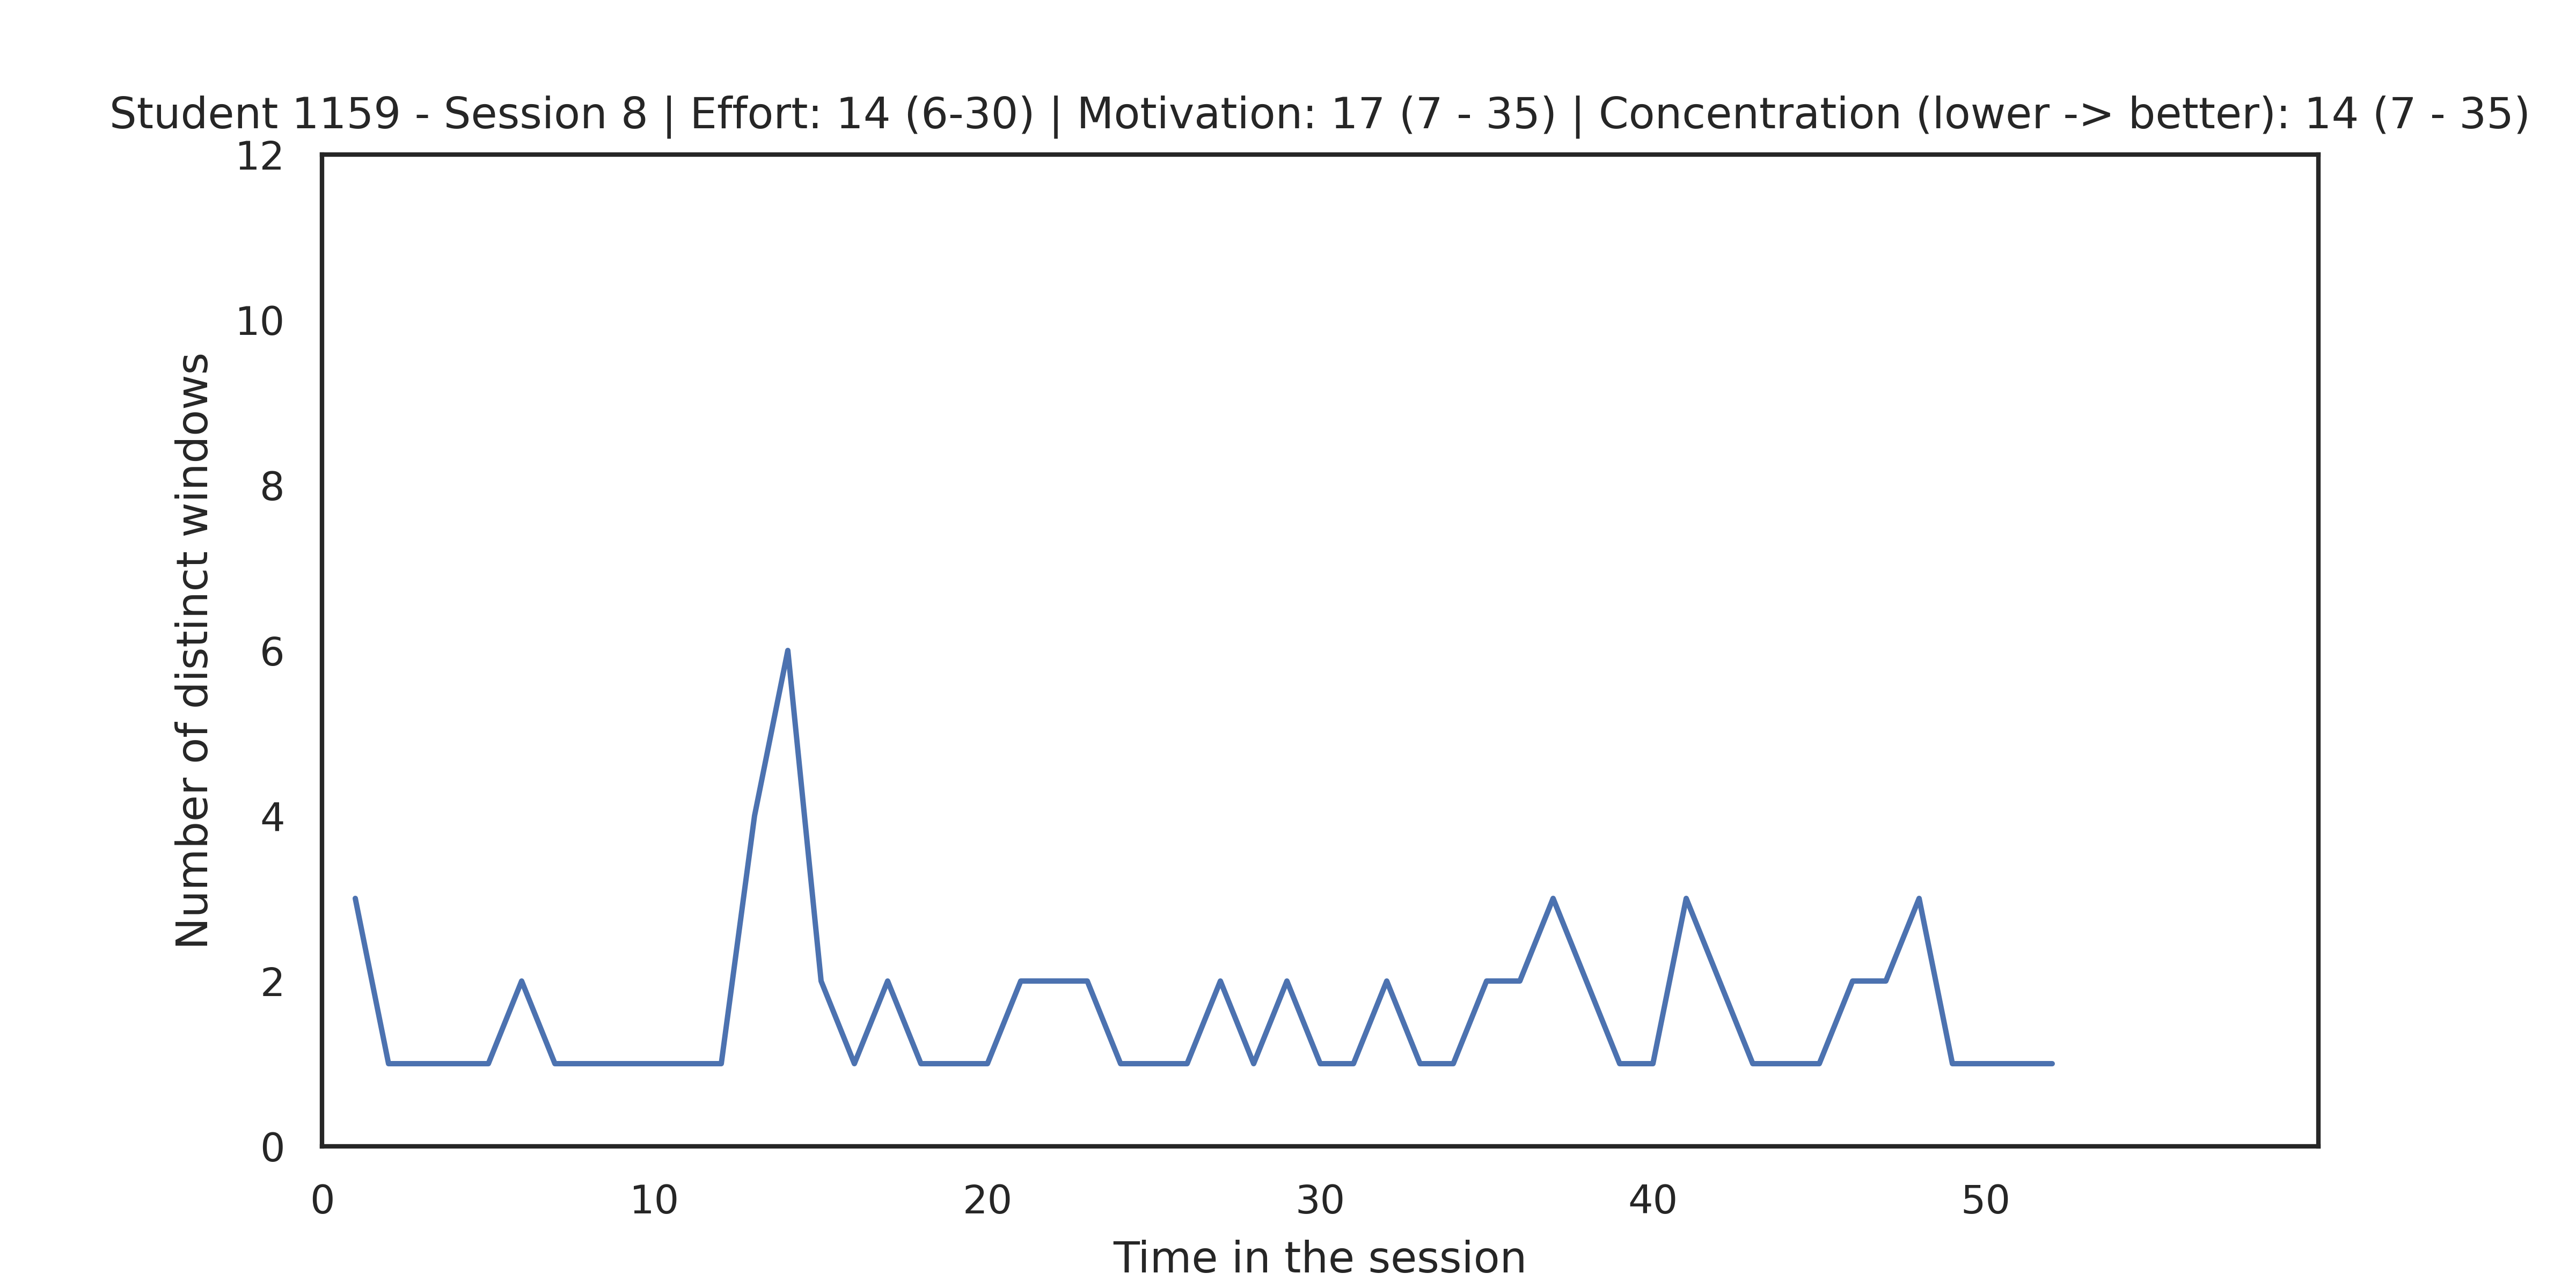 Student 1159 - Session 8 | Effort: 14 (6-30) | Motivation: 17 (7 - 35) | Concentration (lower -> better): 14 (7 - 35)
12
10
8
6
4
2
0
Number of distinct windows
0 10 20 30 40 50
Time in the session